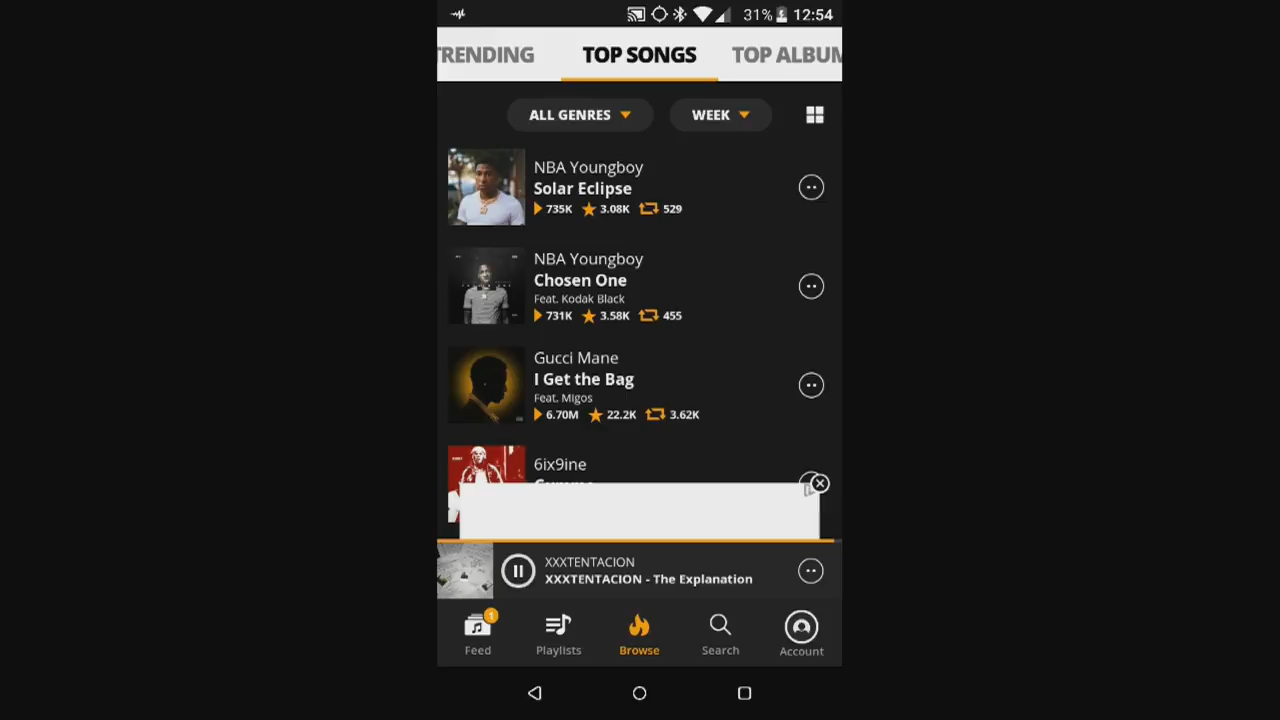 31% 12:54
TRENDING TOP SONGS TOP ALBUM
ALL GENRES WEEK
NBA Youngboy
Solar Eclipse
735K 3.08K 529
NBA Youngboy
Chosen One
Feat. Kodak Black
731K 3.58K 455
Gucci Mane
I Get the Bag
Feat. Migos
6.70M 22.2K 3.62K
6ix9ine
XXXTENTACION
XXXTENTACION - The Explanation
1
Feed Playlists Browse Search Account